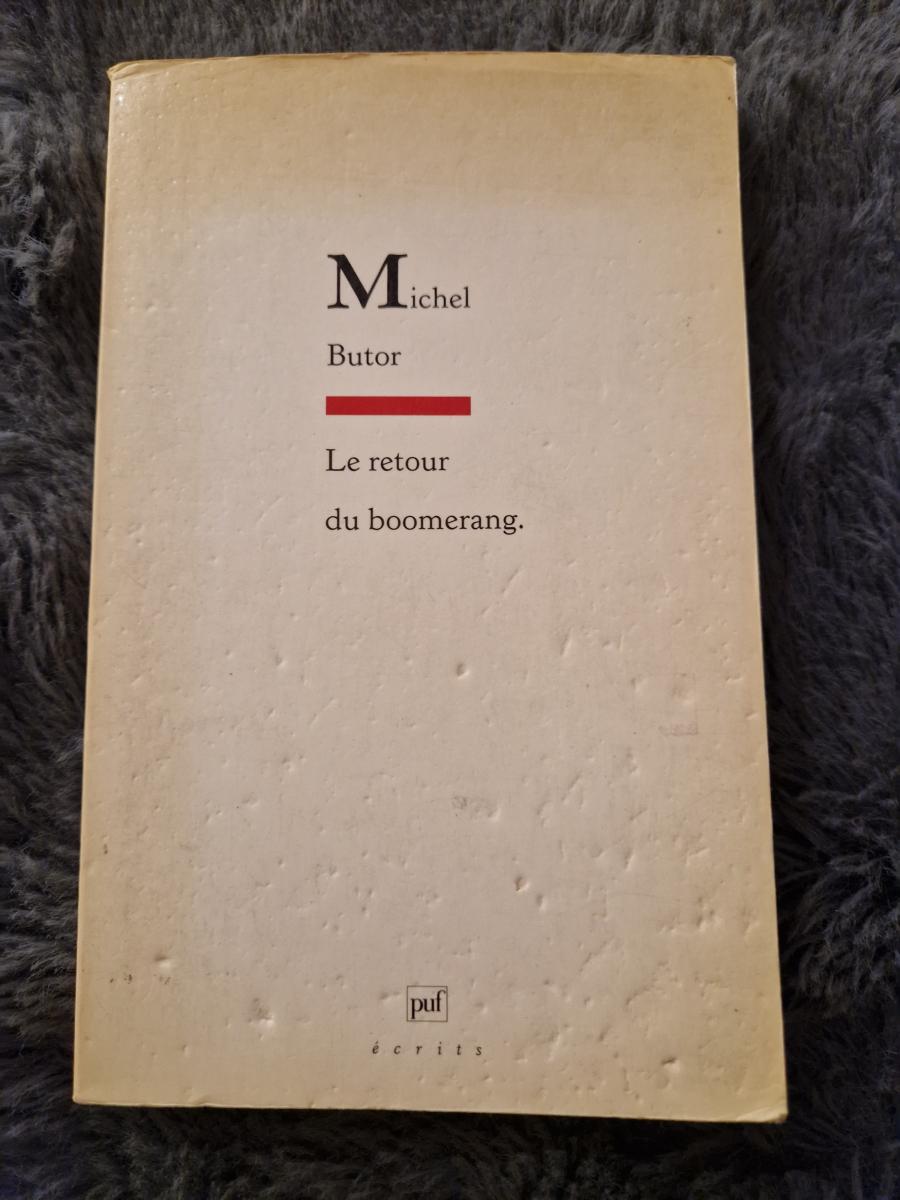 Michel
Butor
Le retour
du boomerang.
puf
écrits